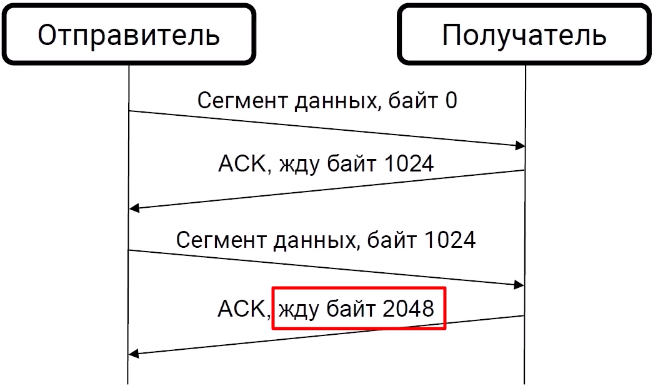 Отправитель
Получатель
Сегмент данных, байт 0
ACK, жду байт 1024
Сегмент данных, байт 1024
ACK, жду байт 2048